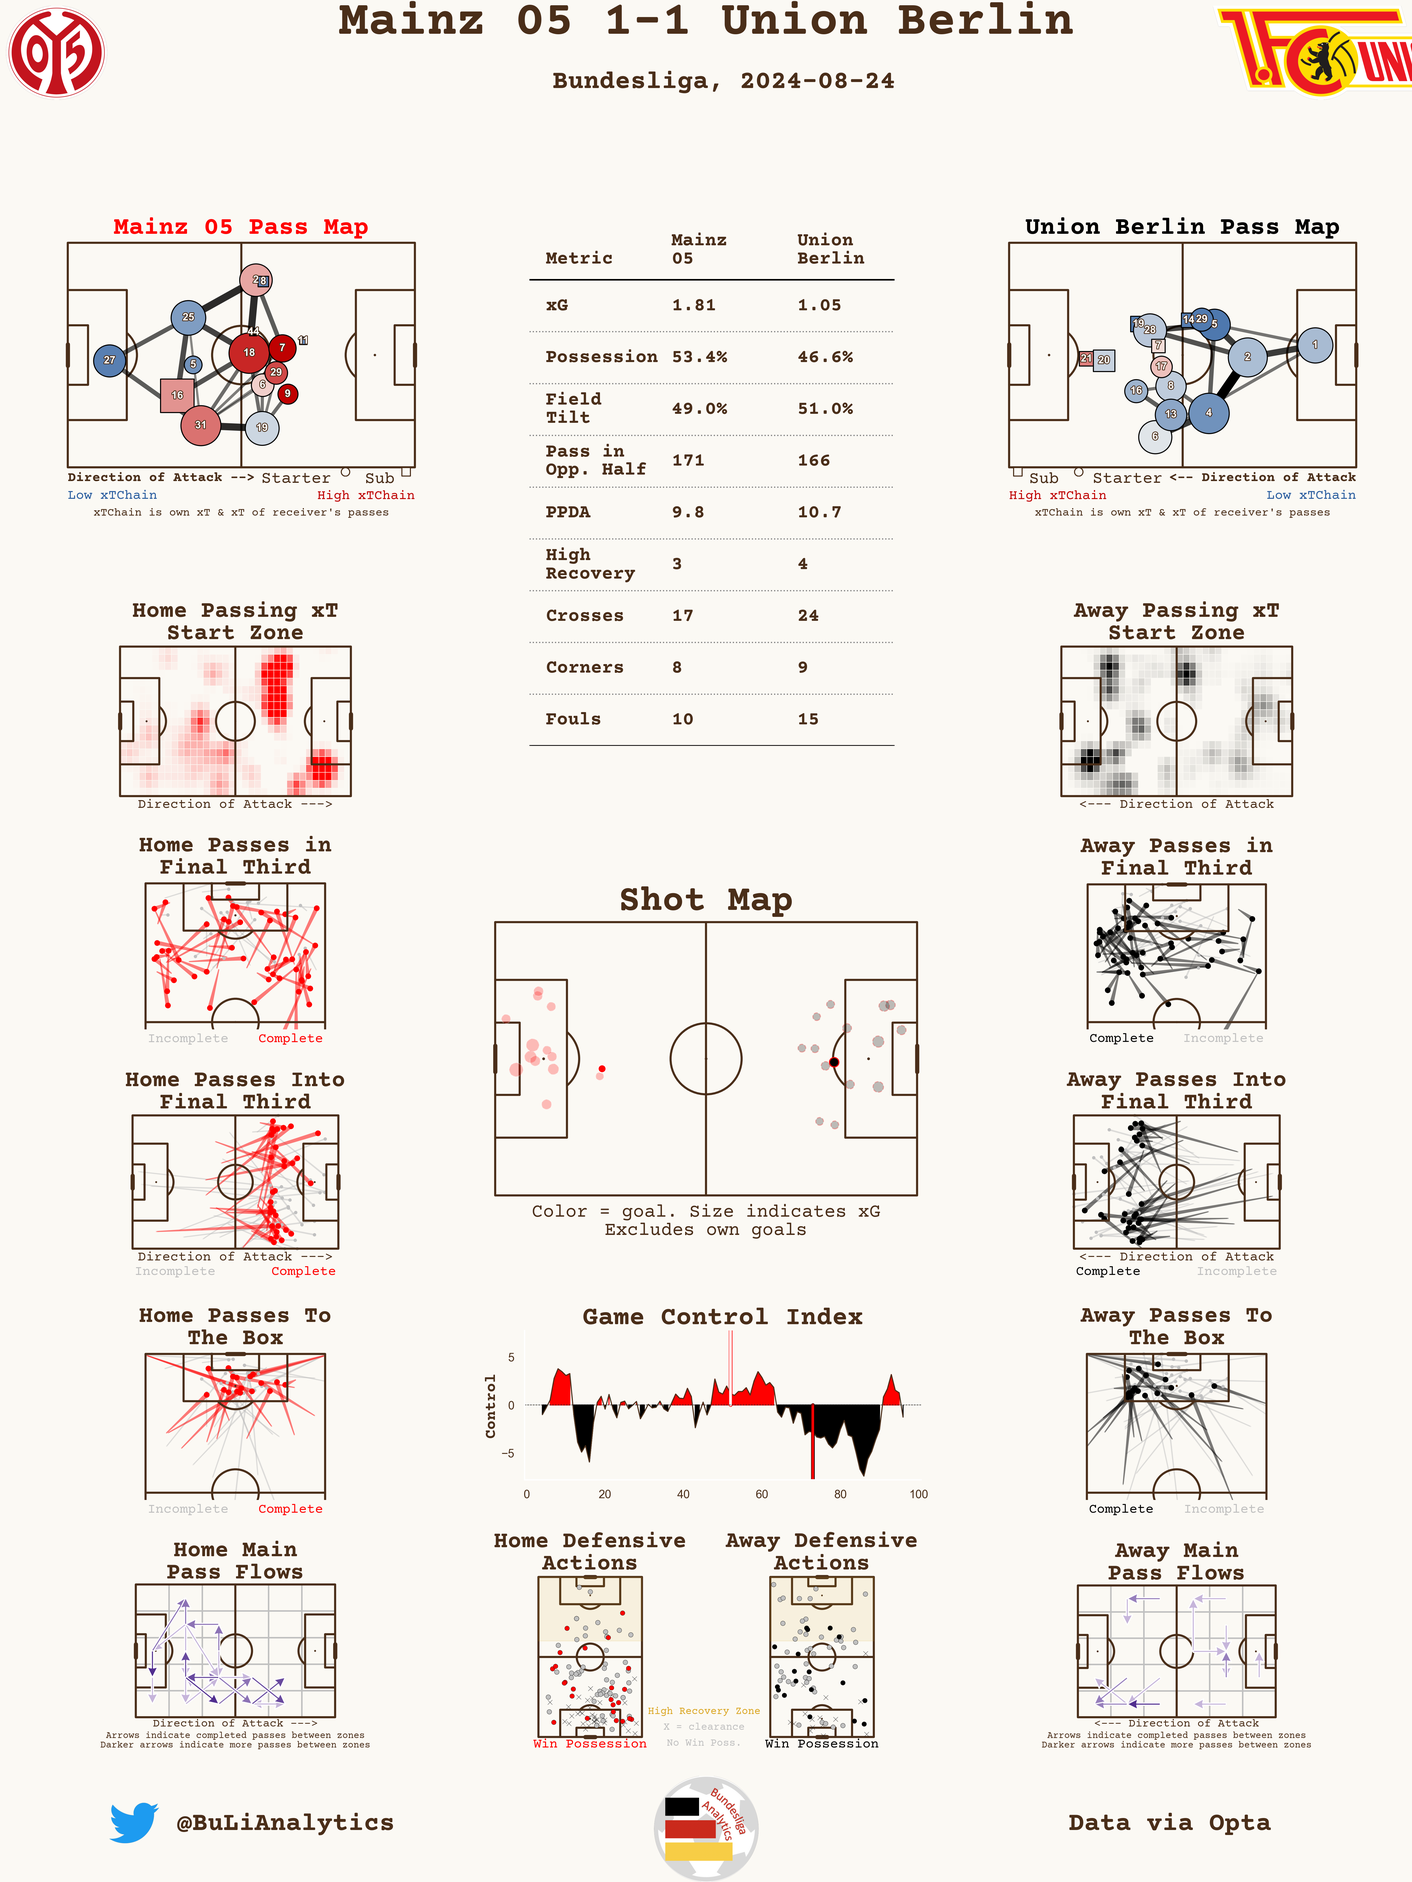 Mainz 05 1-1 Union Berlin
Bundesliga, 2024-08-24
UNI
Mainz 05 Pass Map
27
25
5
16
31
2
8
44
18
7
11
29
6
9
19
Direction of Attack --> Starter Sub
Low xTChain High xTChain
xTChain is own xT & xT of receiver's passes
Metric Mainz 05 Union Berlin
xG 1.81 1.05
Possession 53.4% 46.6%
Field Tilt 49.0% 51.0%
Pass in Opp. Half 171 166
PPDA 9.8 10.7
High Recovery 3 4
Crosses 17 24
Corners 8 9
Fouls 10 15
Union Berlin Pass Map
19
28
14
29
5
7
21
20
17
2
1
16
8
13
4
6
Sub Starter <-- Direction of Attack
High xTChain Low xTChain
xTChain is own xT & xT of receiver's passes
Home Passing xT
Start Zone
Direction of Attack --->
Away Passing xT
Start Zone
<--- Direction of Attack
Home Passes in
Final Third
Incomplete Complete
Away Passes in
Final Third
Complete Incomplete
Shot Map
Color = goal. Size indicates xG
Excludes own goals
Home Passes Into
Final Third
Direction of Attack --->
Incomplete Complete
Away Passes Into
Final Third
<--- Direction of Attack
Complete Incomplete
Home Passes To
The Box
Incomplete Complete
Game Control Index
Control
5
0
−5
0 20 40 60 80 100
Away Passes To
The Box
Complete Incomplete
Home Main
Pass Flows
Direction of Attack --->
Arrows indicate completed passes between zones
Darker arrows indicate more passes between zones
Home Defensive
Actions
Win Possession
High Recovery Zone
X = clearance
No Win Poss.
Away Defensive
Actions
Win Possession
Away Main
Pass Flows
<--- Direction of Attack
Arrows indicate completed passes between zones
Darker arrows indicate more passes between zones
@BuLiAnalytics
Bundesliga
Analytics
Data via Opta